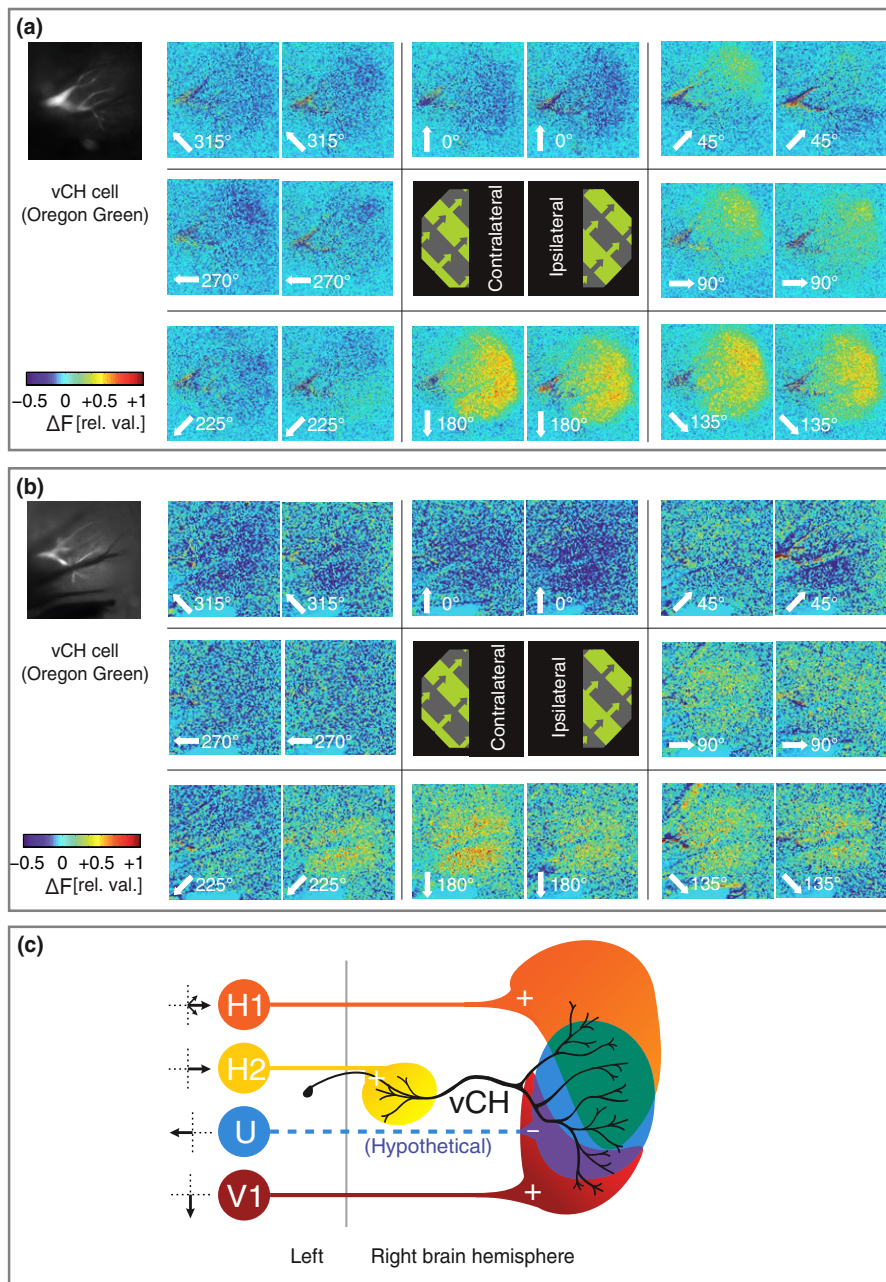 (a)
315°
315°
0°
0°
45°
45°
vCH cell
(Oregon Green)
270°
270°
Contralateral
Ipsilateral
90°
90°
−0.5 0 +0.5 +1
ΔF [rel. val.]
225°
225°
180°
180°
135°
135°
(b)
315°
315°
0°
0°
45°
45°
vCH cell
(Oregon Green)
270°
270°
Contralateral
Ipsilateral
90°
90°
−0.5 0 +0.5 +1
ΔF [rel. val.]
225°
225°
180°
180°
135°
135°
(c)
H1
+
H2
+
vCH
U
−
(Hypothetical)
V1
+
Left
Right brain hemisphere